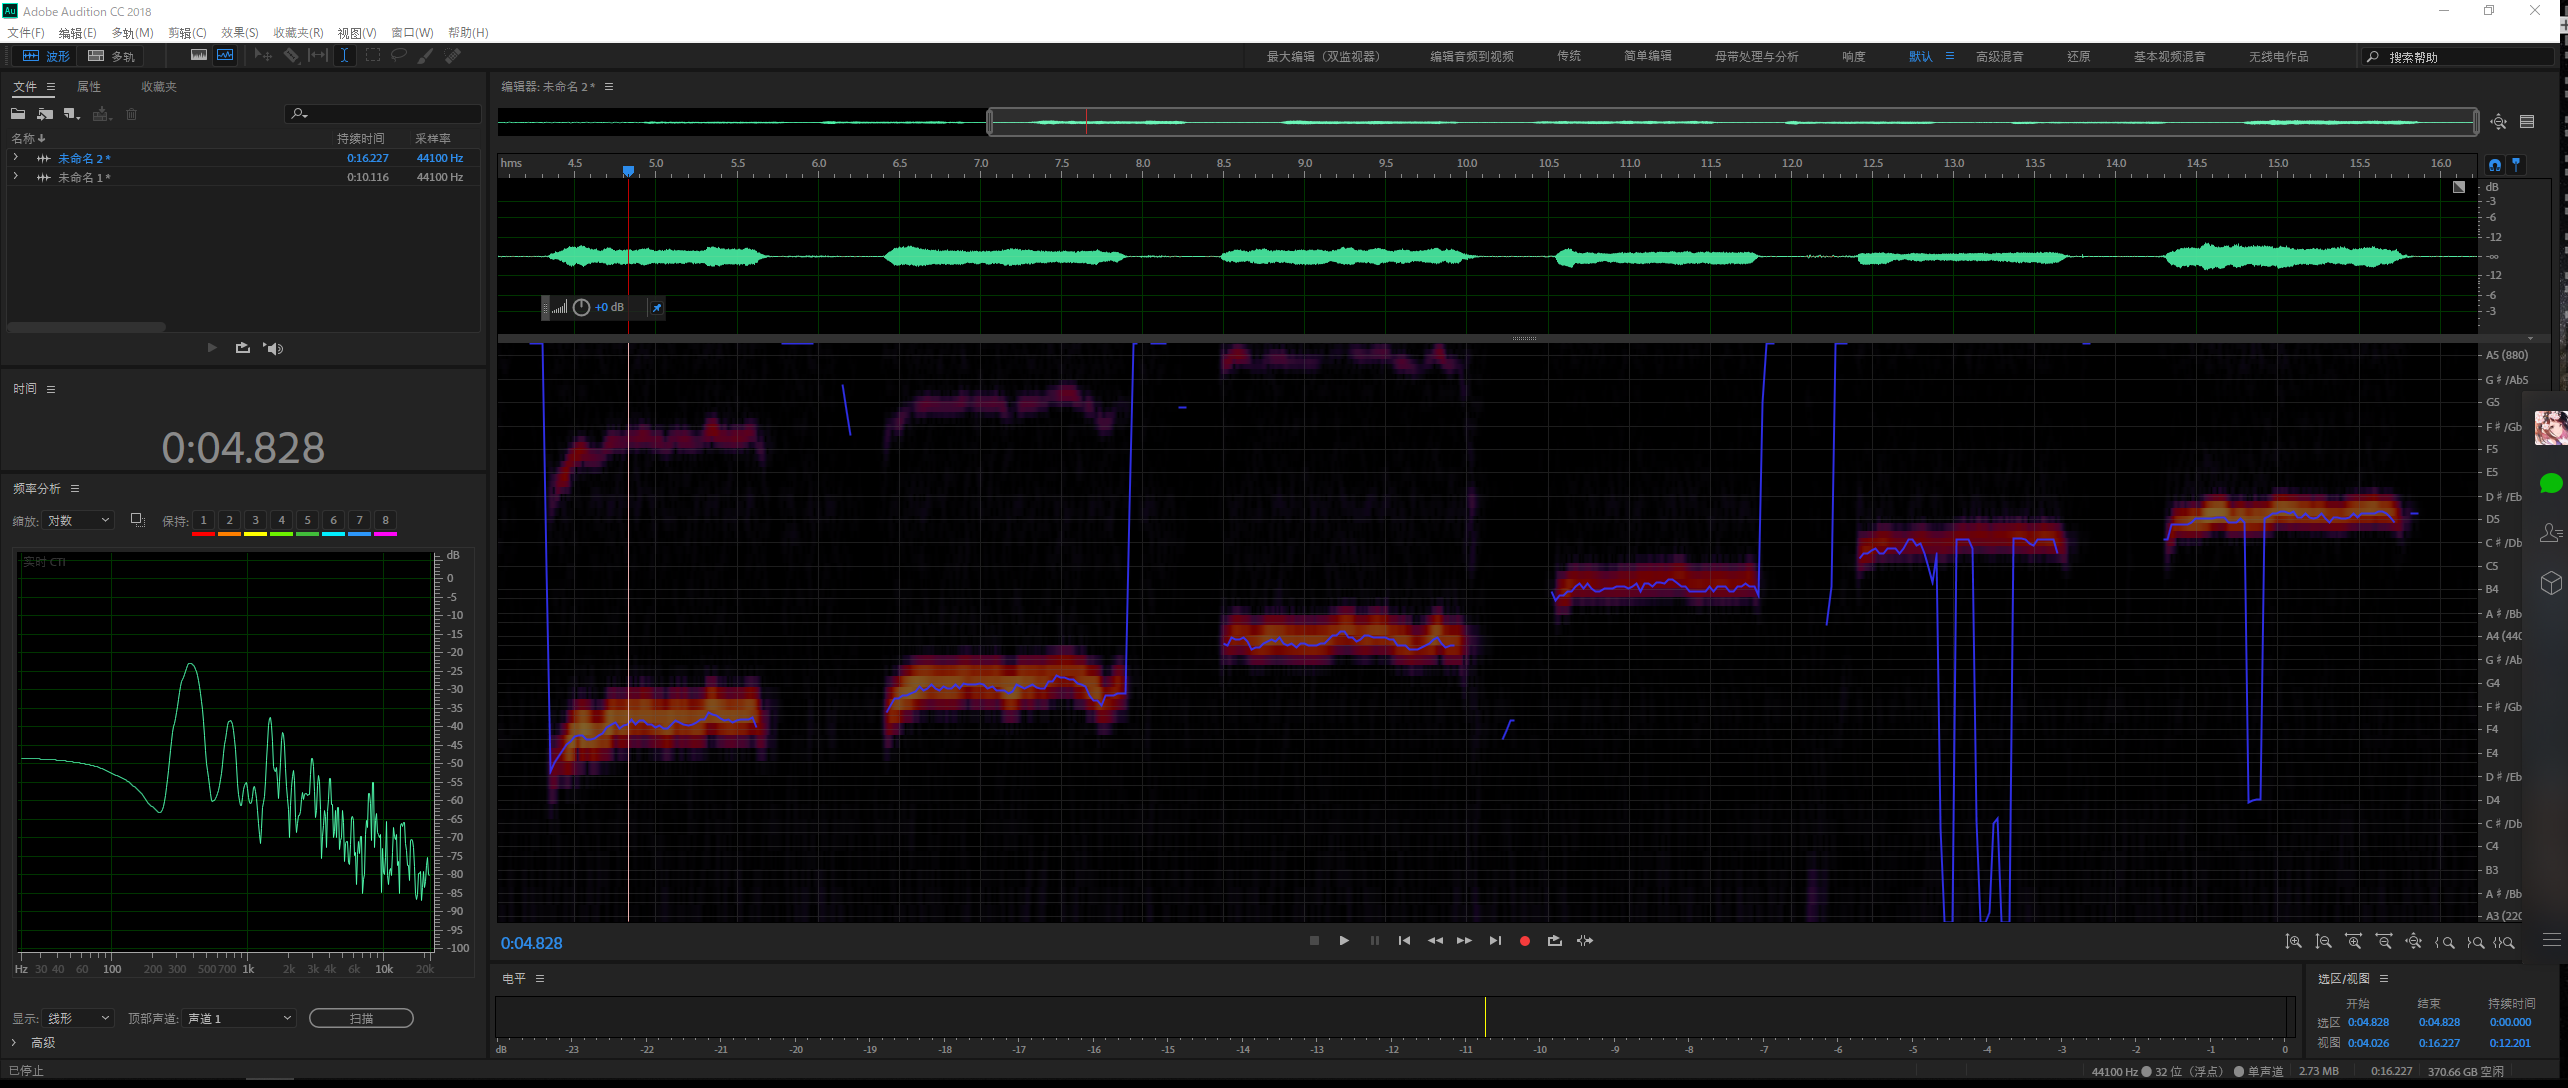 Au Adobe Audition CC 2018
文件(F) 编辑(E) 多轨(M) 剪辑(C) 效果(S) 收藏夹(R) 视图(V) 窗口(W) 帮助(H)
波形 多轨 最大编辑（双监视器） 编辑音频到视频 传统 简单编辑 母带处理与分析 响度 默认 高级混音 还原 基本视频混音 无线电作品 搜索帮助
文件 属性 收藏夹
编辑器: 未命名 2 *
名称 持续时间 采样率
未命名 2 * 0:16.227 44100 Hz
未命名 1 * 0:10.116 44100 Hz
hms 4.5 5.0 5.5 6.0 6.5 7.0 7.5 8.0 8.5 9.0 9.5 10.0 10.5 11.0 11.5 12.0 12.5 13.0 13.5 14.0 14.5 15.0 15.5 16.0
dB
-3
-6
-12
-∞
-12
-6
-3
+0 dB
时间
0:04.828
A5 (880)
G♯/Ab5
G5
F♯/Gb
F5
E5
D♯/Eb
D5
C♯/Db
C5
B4
A♯/Bb
A4 (440
G♯/Ab
G4
F♯/Gb
F4
E4
D♯/Eb
D4
C♯/Db
C4
B3
A♯/Bb
A3 (220
频率分析
缩放: 对数 保持: 1 2 3 4 5 6 7 8
实时 CTI
dB
0
-5
-10
-15
-20
-25
-30
-35
-40
-45
-50
-55
-60
-65
-70
-75
-80
-85
-90
-95
-100
Hz 30 40 60 100 200 300 500 700 1k 2k 3k 4k 6k 10k 20k
显示: 线形 顶部声道: 声道 1 扫描
高级
0:04.828
电平
dB -23 -22 -21 -20 -19 -18 -17 -16 -15 -14 -13 -12 -11 -10 -9 -8 -7 -6 -5 -4 -3 -2 -1 0
选区/视图
开始 结束 持续时间
选区 0:04.828 0:04.828 0:00.000
视图 0:04.026 0:16.227 0:12.201
已停止 44100 Hz 32 位（浮点） 单声道 2.73 MB 0:16.227 370.66 GB 空闲